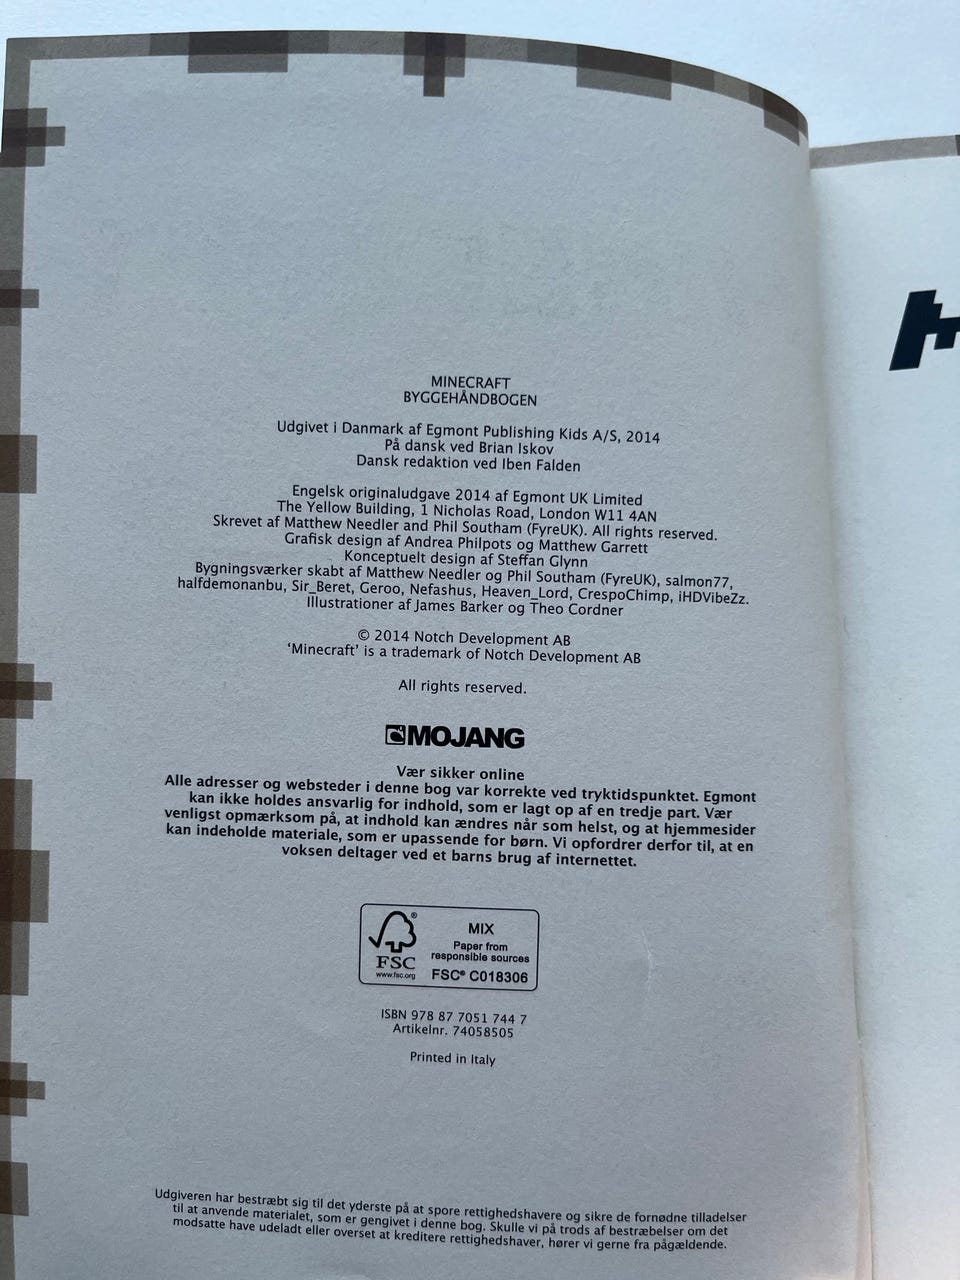 MINECRAFT
BYGGEHÅNDBOGEN
Udgivet i Danmark af Egmont Publishing Kids A/S, 2014
På dansk ved Brian Iskov
Dansk redaktion ved Iben Falden
Engelsk originaludgave 2014 af Egmont UK Limited
The Yellow Building, 1 Nicholas Road, London W11 4AN
Skrevet af Matthew Needler and Phil Southam (FyreUK). All rights reserved.
Grafisk design af Andrea Philpots og Matthew Garrett
Konceptuelt design af Steffan Glynn
Bygningsværker skabt af Matthew Needler og Phil Southam (FyreUK), salmon77,
halfdemonanbu, Sir_Beret, Geroo, Nefashus, Heaven_Lord, CrespoChimp, iHDVibeZz.
Illustrationer af James Barker og Theo Cordner
© 2014 Notch Development AB
‘Minecraft’ is a trademark of Notch Development AB
All rights reserved.
MOJANG
Vær sikker online
Alle adresser og websteder i denne bog var korrekte ved tryktidspunktet. Egmont
kan ikke holdes ansvarlig for indhold, som er lagt op af en tredje part. Vær
venligst opmærksom på, at indhold kan ændres når som helst, og at hjemmesider
kan indeholde materiale, som er upassende for børn. Vi opfordrer derfor til, at en
voksen deltager ved et barns brug af internettet.
®
FSC
www.fsc.org
MIX
Paper from
responsible sources
FSC® C018306
ISBN 978 87 7051 744 7
Artikelnr. 74058505
Printed in Italy
Udgiveren har bestræbt sig til det yderste på at spore rettighedshavere og sikre de fornødne tilladelser
til at anvende materialet, som er gengivet i denne bog. Skulle vi på trods af bestræbelser om det
modsatte have udeladt eller overset at kreditere rettighedshaver, hører vi gerne fra pågældende.